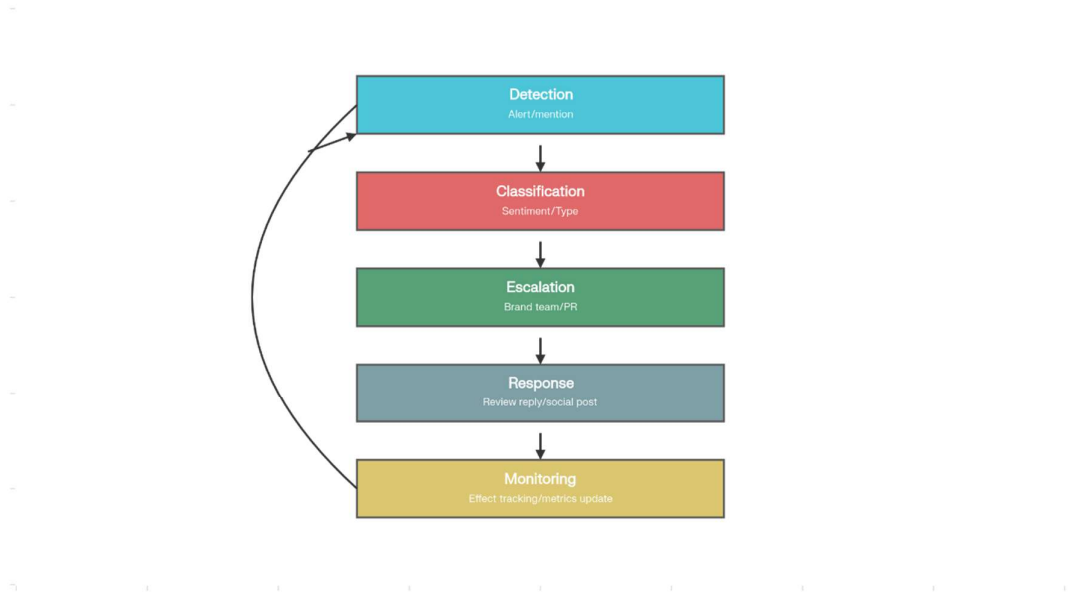 Detection
Alert/mention
Classification
Sentiment/Type
Escalation
Brand team/PR
Response
Review reply/social post
Monitoring
Effect tracking/metrics update